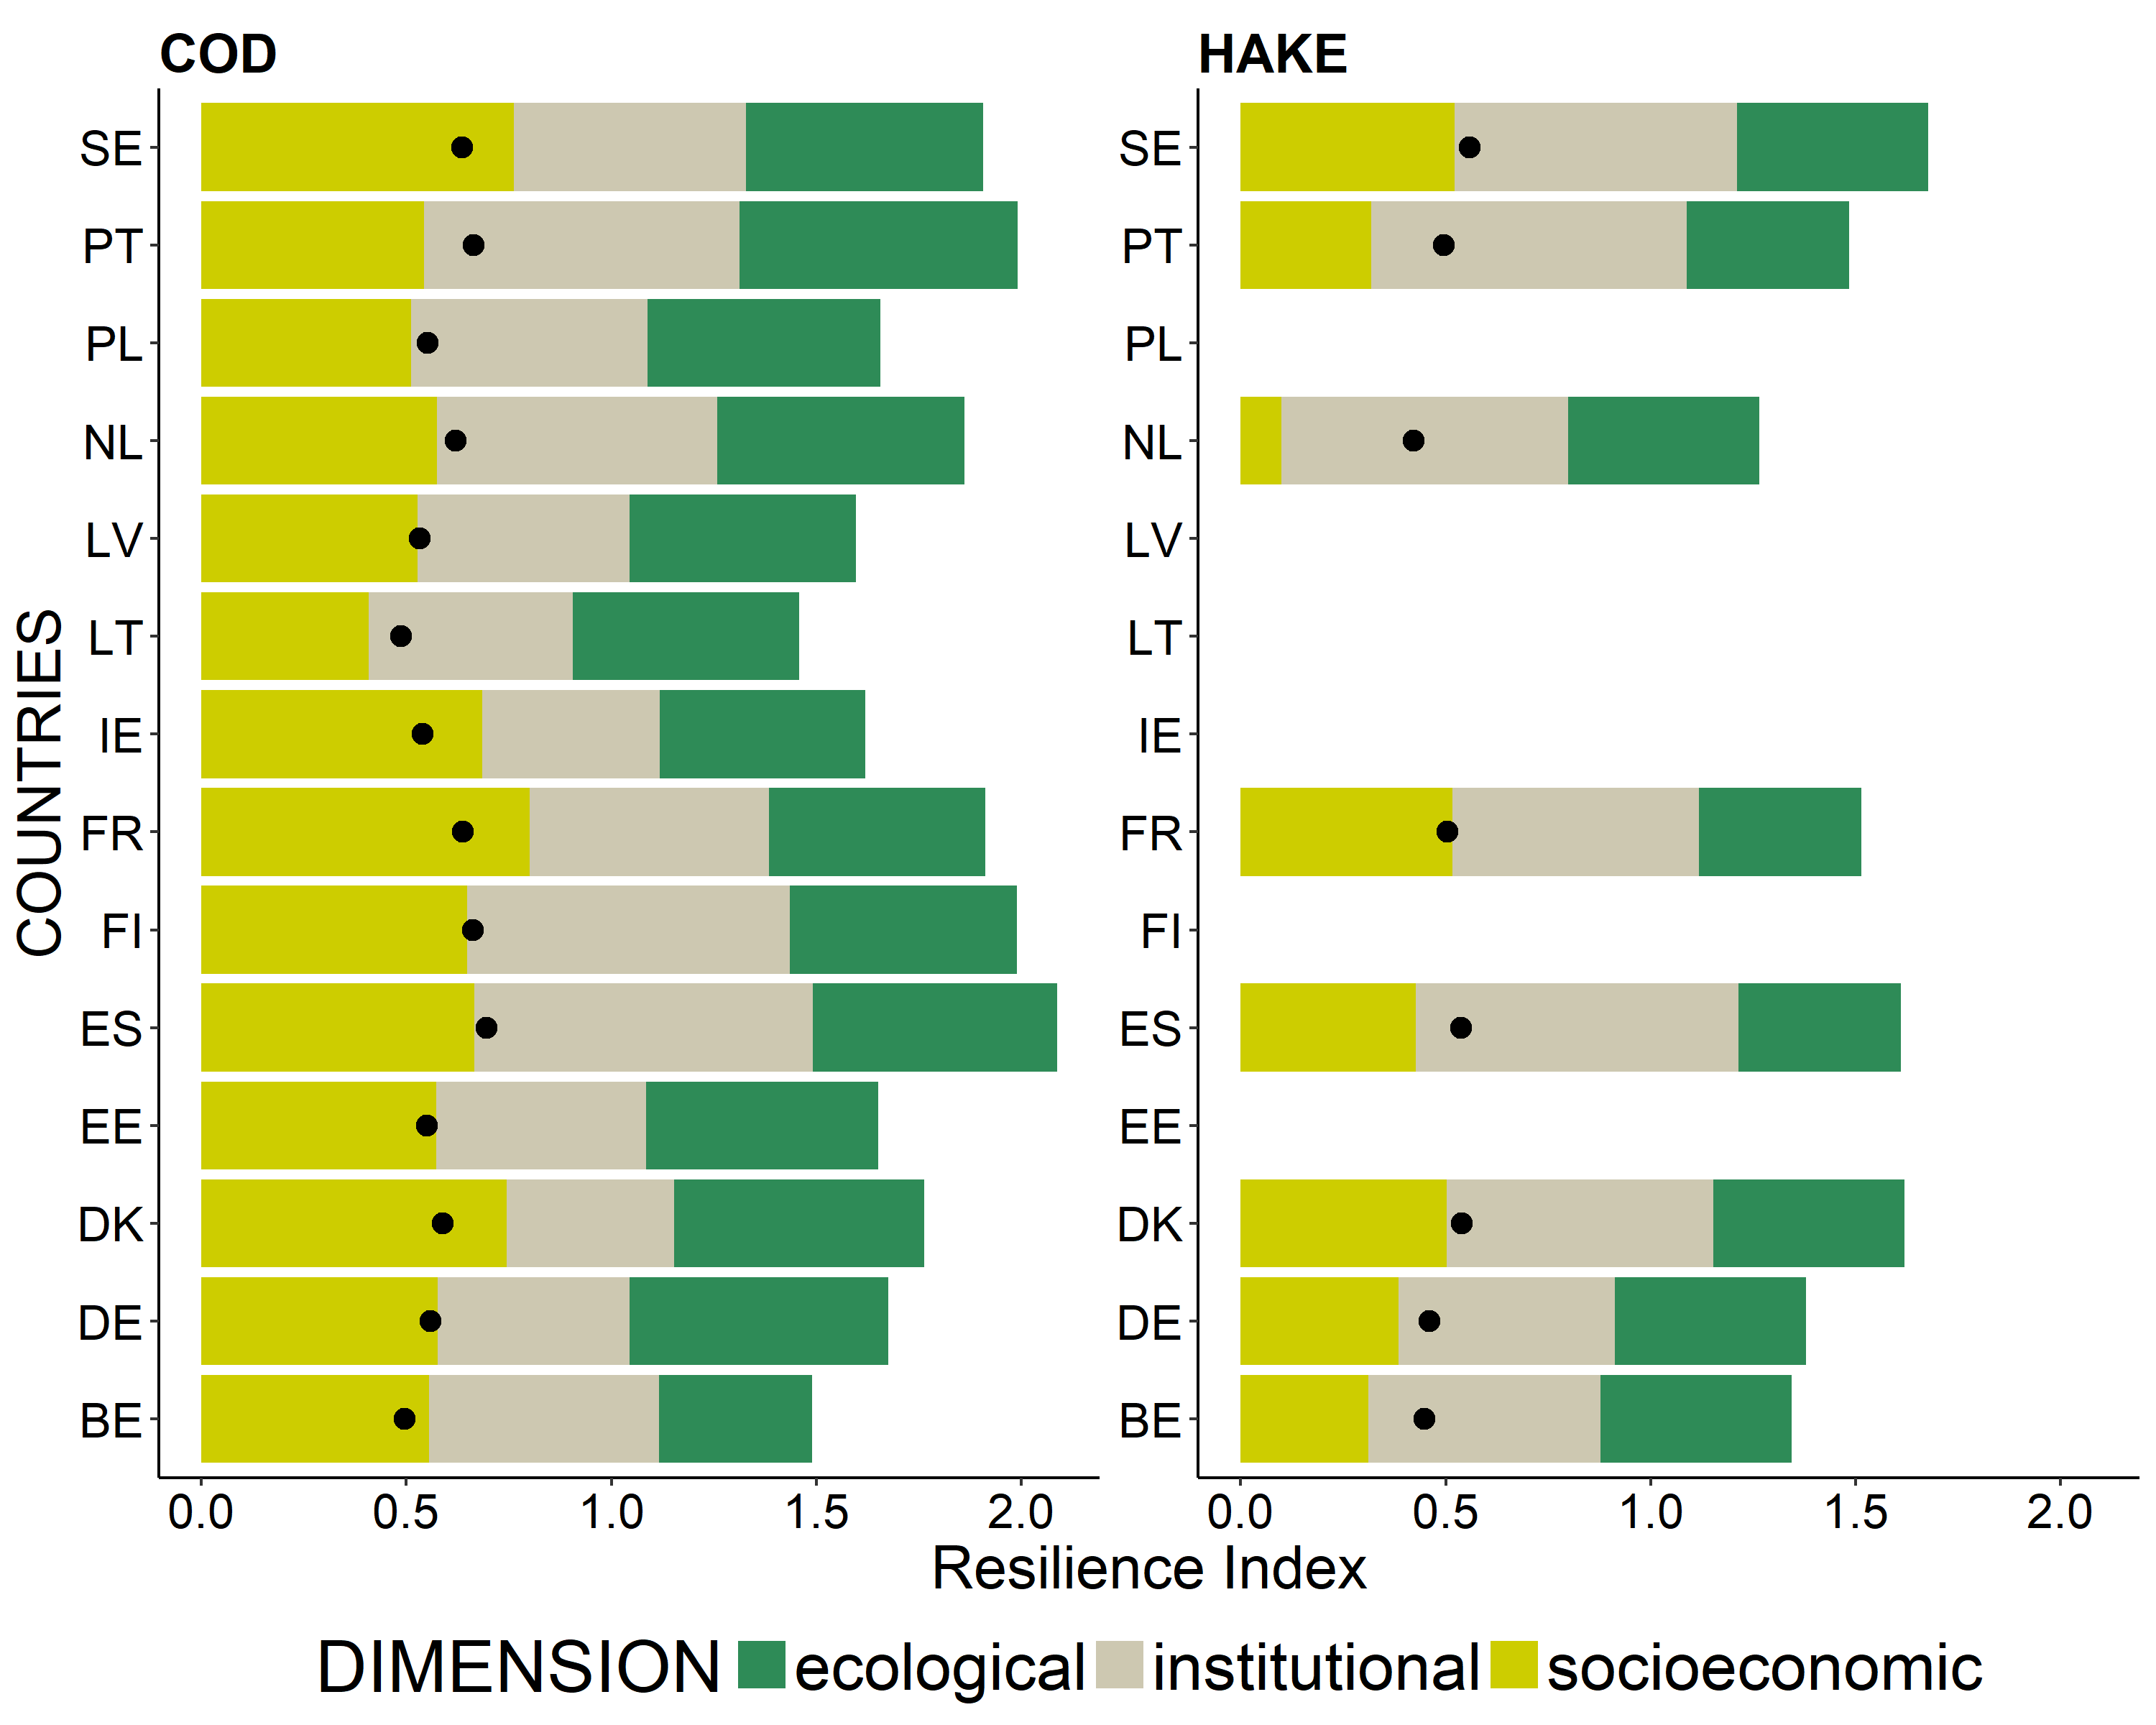 COD
HAKE
COUNTRIES
SE
PT
PL
NL
LV
LT
IE
FR
FI
ES
EE
DK
DE
BE
0.0 0.5 1.0 1.5 2.0
SE
PT
PL
NL
LV
LT
IE
FR
FI
ES
EE
DK
DE
BE
0.0 0.5 1.0 1.5 2.0
Resilience Index
DIMENSION ecological institutional socioeconomic